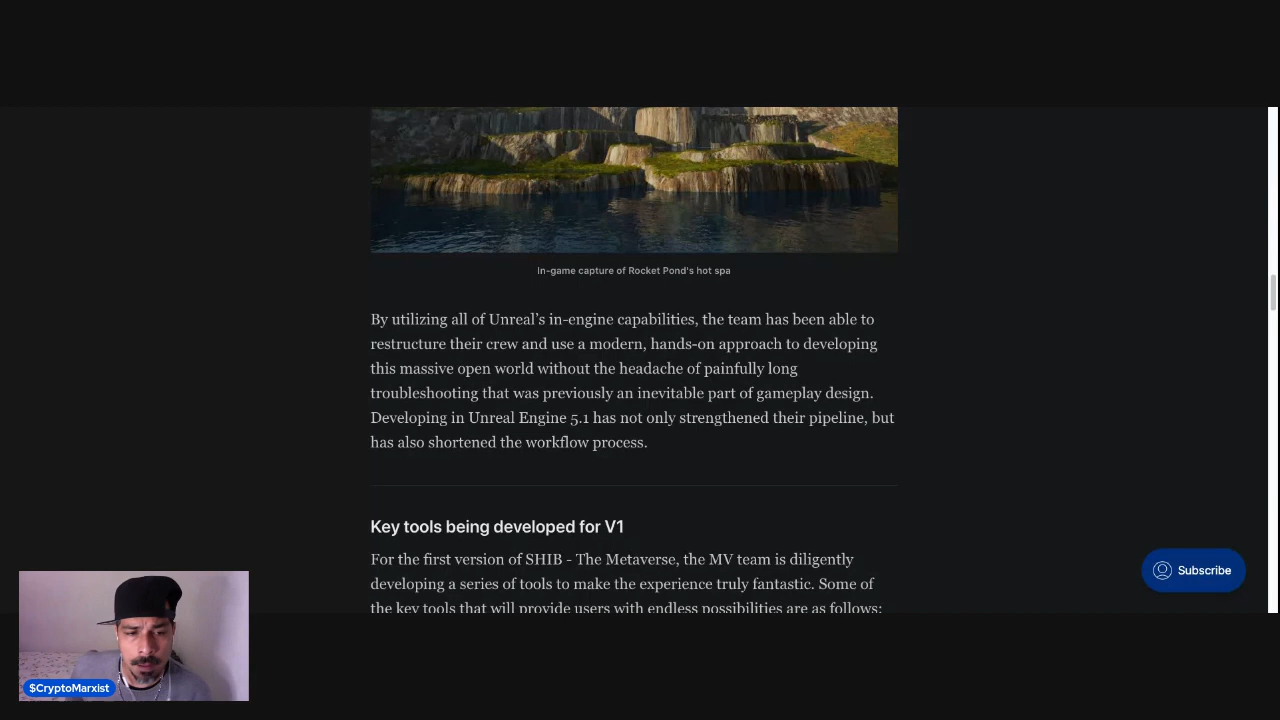 In-game capture of Rocket Pond's hot spa
By utilizing all of Unreal’s in-engine capabilities, the team has been able to
restructure their crew and use a modern, hands-on approach to developing
this massive open world without the headache of painfully long
troubleshooting that was previously an inevitable part of gameplay design.
Developing in Unreal Engine 5.1 has not only strengthened their pipeline, but
has also shortened the workflow process.
Key tools being developed for V1
For the first version of SHIB - The Metaverse, the MV team is diligently
developing a series of tools to make the experience truly fantastic. Some of
the key tools that will provide users with endless possibilities are as follows:
Subscribe
$CryptoMarxist